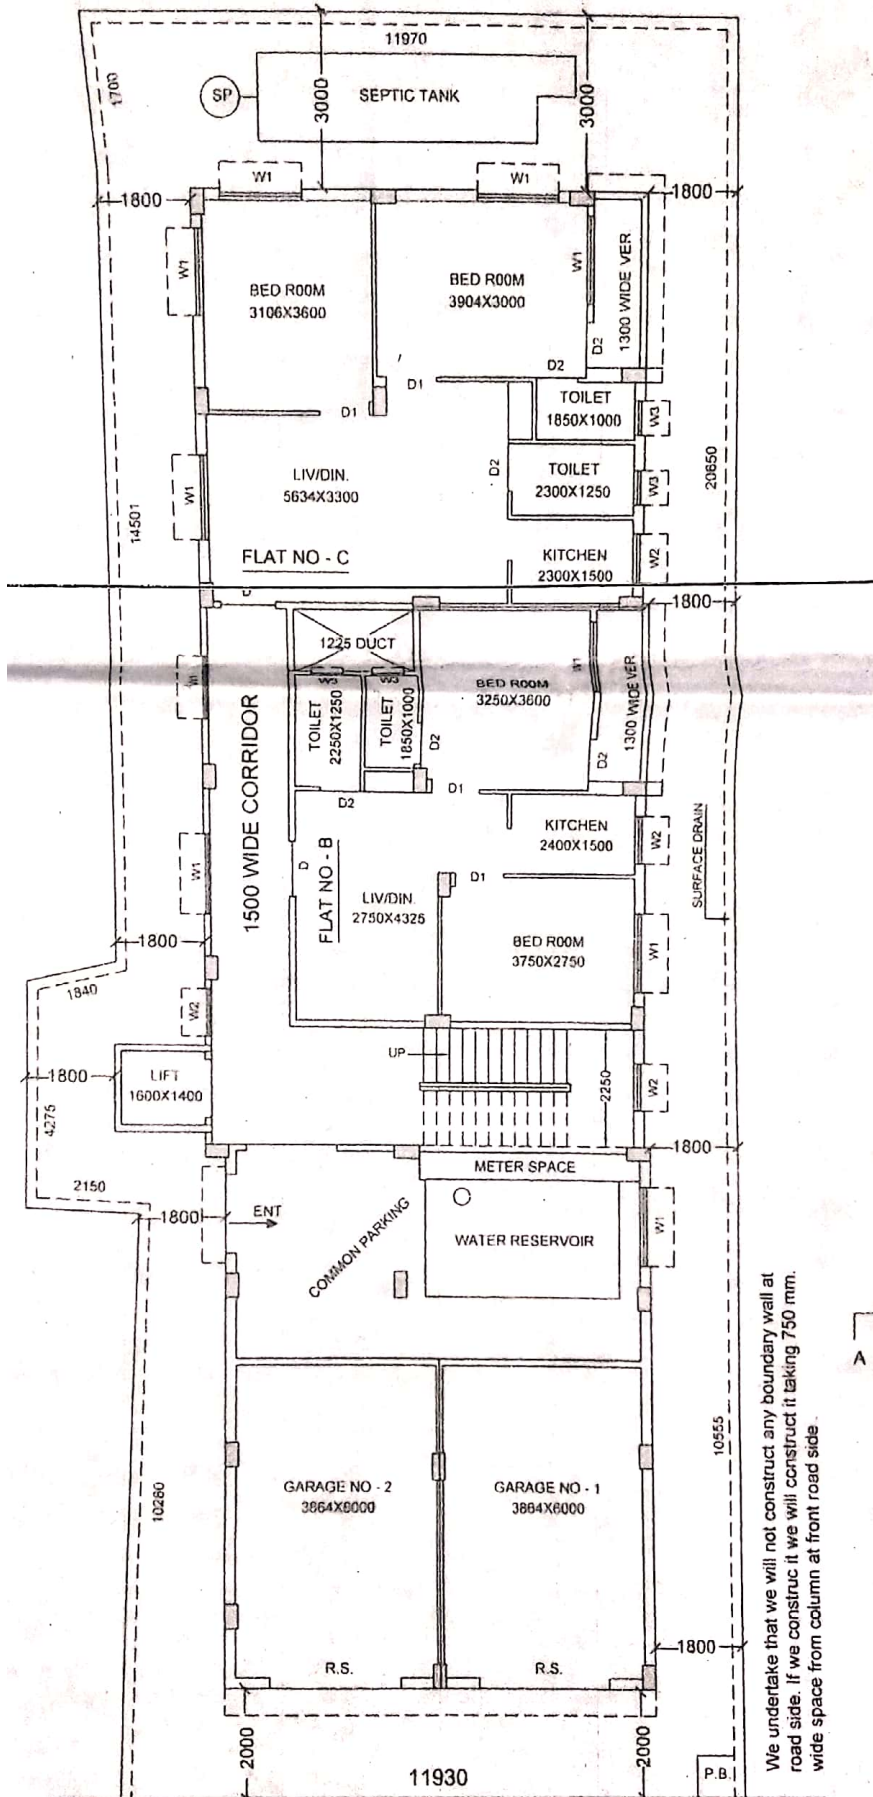 11970
1700
SP
SEPTIC TANK
3000
3000
W1
W1
1800
1800
W1
BED R00M
3106X3600
BED R00M
3904X3000
W1
1300 WIDE VER
D2
D2
D1
D1
TOILET
1850X1000
W3
D2
TOILET
2300X1250
W3
20650
LIV/DIN.
5634X3300
W1
14501
FLAT NO - C
KITCHEN
2300X1500
W2
1800
1225 DUCT
W1
W3
BED R00M
3250X3600
W1
1300 WIDE VER
TOILET
2250X1250
TOILET
1850X1000
D2
D2
1500 WIDE CORRIDOR
D2
D1
KITCHEN
2400X1500
W2
SURFACE DRAIN
W1
D
FLAT NO - B
LIV/DIN.
2750X4325
D1
BED R00M
3750X2750
W1
1800
1840
W2
UP
1800
LIFT
1600X1400
2250
W2
4275
1800
METER SPACE
2150
1800
ENT
COMMON PARKING
WATER RESERVOIR
W1
10280
GARAGE NO - 2
3864X6000
GARAGE NO - 1
3864X6000
10555
R.S.
R.S.
1800
2000
2000
11930
P.B.
We undertake that we will not construct any boundary wall at
road side. If we construc it we will construct it taking 750 mm.
wide space from column at front road side .
A